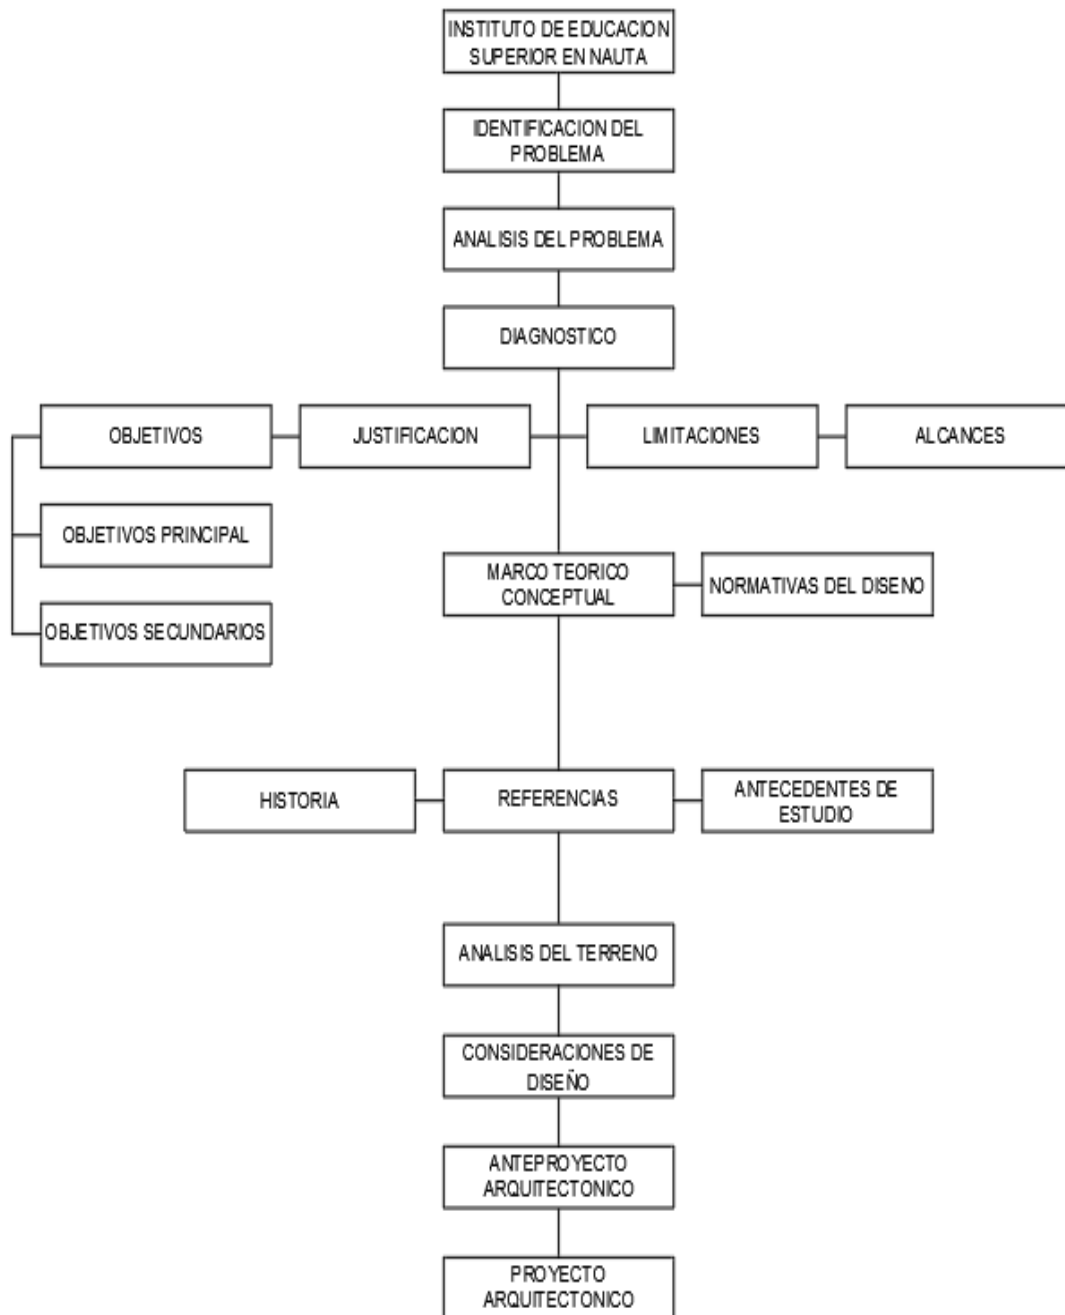 INSTITUTO DE EDUCACION
SUPERIOR EN NAUTA
IDENTIFICACION DEL
PROBLEMA
ANALISIS DEL PROBLEMA
DIAGNOSTICO
OBJETIVOS
JUSTIFICACION
LIMITACIONES
ALCANCES
OBJETIVOS PRINCIPAL
OBJETIVOS SECUNDARIOS
MARCO TEORICO
CONCEPTUAL
NORMATIVAS DEL DISENO
HISTORIA
REFERENCIAS
ANTECEDENTES DE
ESTUDIO
ANALISIS DEL TERRENO
CONSIDERACIONES DE
DISEÑO
ANTEPROYECTO
ARQUITECTONICO
PROYECTO
ARQUITECTONICO